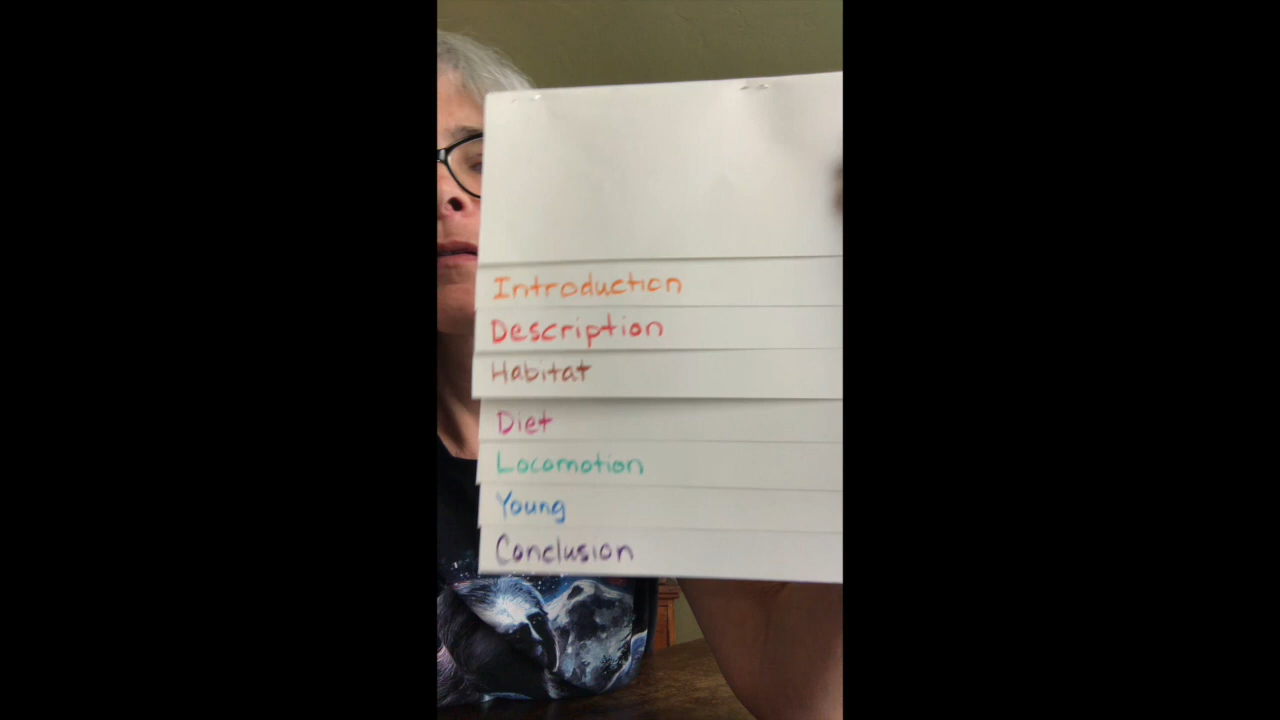 Introduction
Description
Habitat
Diet
Locomotion
Young
Conclusion